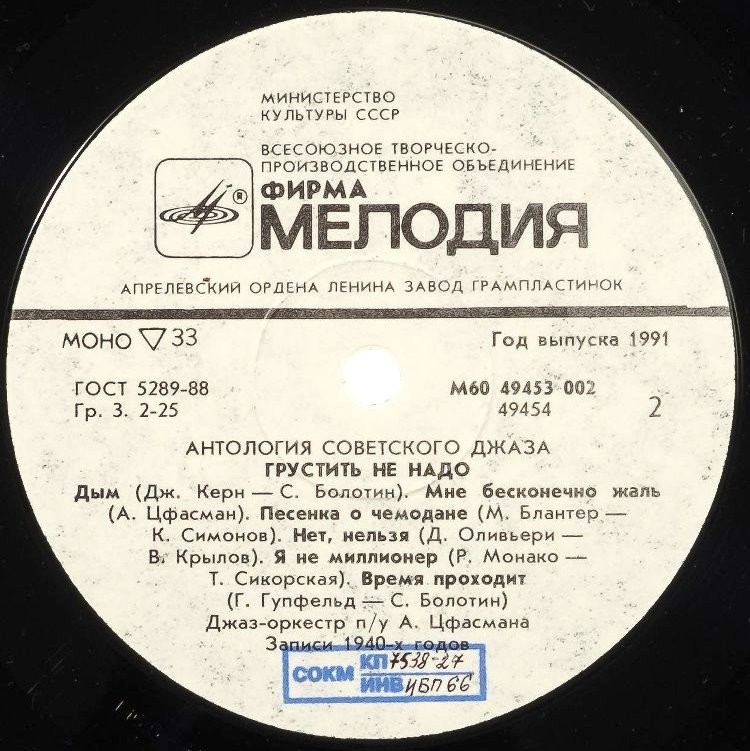 МИНИСТЕРСТВО
КУЛЬТУРЫ СССР
ВСЕСОЮЗНОЕ ТВОРЧЕСКО-
ПРОИЗВОДСТВЕННОЕ ОБЪЕДИНЕНИЕ
®
ФИРМА
МЕЛОДИЯ
АПРЕЛЕВСКИЙ ОРДЕНА ЛЕНИНА ЗАВОД ГРАМПЛАСТИНОК
МОНО ▽ 33
Год выпуска 1991
ГОСТ 5289-88
М60 49453 002
Гр. 3. 2-25
49454
2
АНТОЛОГИЯ СОВЕТСКОГО ДЖАЗА
ГРУСТИТЬ НЕ НАДО
Дым (Дж. Керн — С. Болотин). Мне бесконечно жаль
(А. Цфасман). Песенка о чемодане (М. Блантер —
К. Симонов). Нет, нельзя (Д. Оливьери —
В. Крылов). Я не миллионер (Р. Монако —
Т. Сикорская). Время проходит
(Г. Гупфельд — С. Болотин)
Джаз-оркестр п/у А. Цфасмана
Записи 1940-х годов
СОКМ
КП 7538-27
ИНВ ЦБП 66